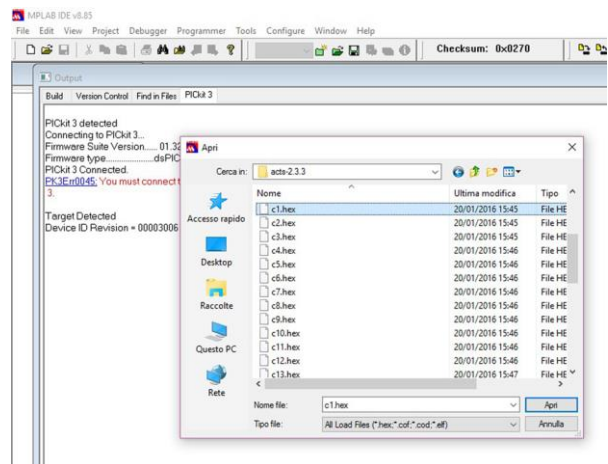 MPLAB IDE v8.85
File Edit View Project Debugger Programmer Tools Configure Window Help
Checksum: 0x0270
Output
Build Version Control Find in Files PICkit 3
PICkit 3 detected
Connecting to PICkit 3...
Firmware Suite Version...... 01.32
Firmware type......................dsPIC
PICkit 3 Connected.
PK3Err0045: You must connect t
3.
Target Detected
Device ID Revision = 00003006
Apri
Cerca in: acts-2.3.3
Nome Ultima modifica Tipo
c1.hex 20/01/2016 15:45 File HE
c2.hex 20/01/2016 15:45 File HE
c3.hex 20/01/2016 15:45 File HE
c4.hex 20/01/2016 15:46 File HE
c5.hex 20/01/2016 15:46 File HE
c6.hex 20/01/2016 15:46 File HE
c7.hex 20/01/2016 15:46 File HE
c8.hex 20/01/2016 15:46 File HE
c9.hex 20/01/2016 15:46 File HE
c10.hex 20/01/2016 15:46 File HE
c11.hex 20/01/2016 15:46 File HE
c12.hex 20/01/2016 15:46 File HE
c13.hex 20/01/2016 15:47 File HE
Accesso rapido
Desktop
Raccolte
Questo PC
Rete
Nome file: c1.hex Apri
Tipo file: All Load Files (*.hex;*.cof;*.cod;*.elf) Annulla